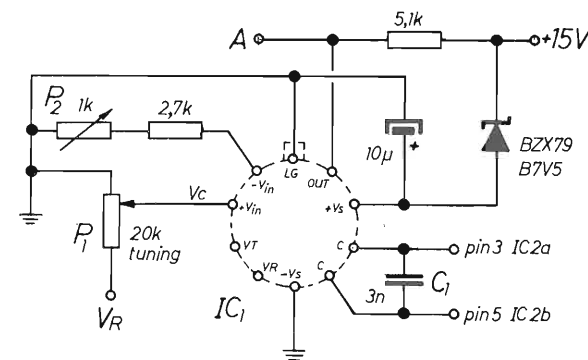 A
5,1k
+15V
P2
1k
2,7k
10µ
+
BZX79
B7V5
LG
-Vin
OUT
Vc
+Vin
+Vs
P1
20k
tuning
VT
C
pin3 IC2a
VR
-Vs
C
3n
C1
IC1
pin5 IC2b
VR